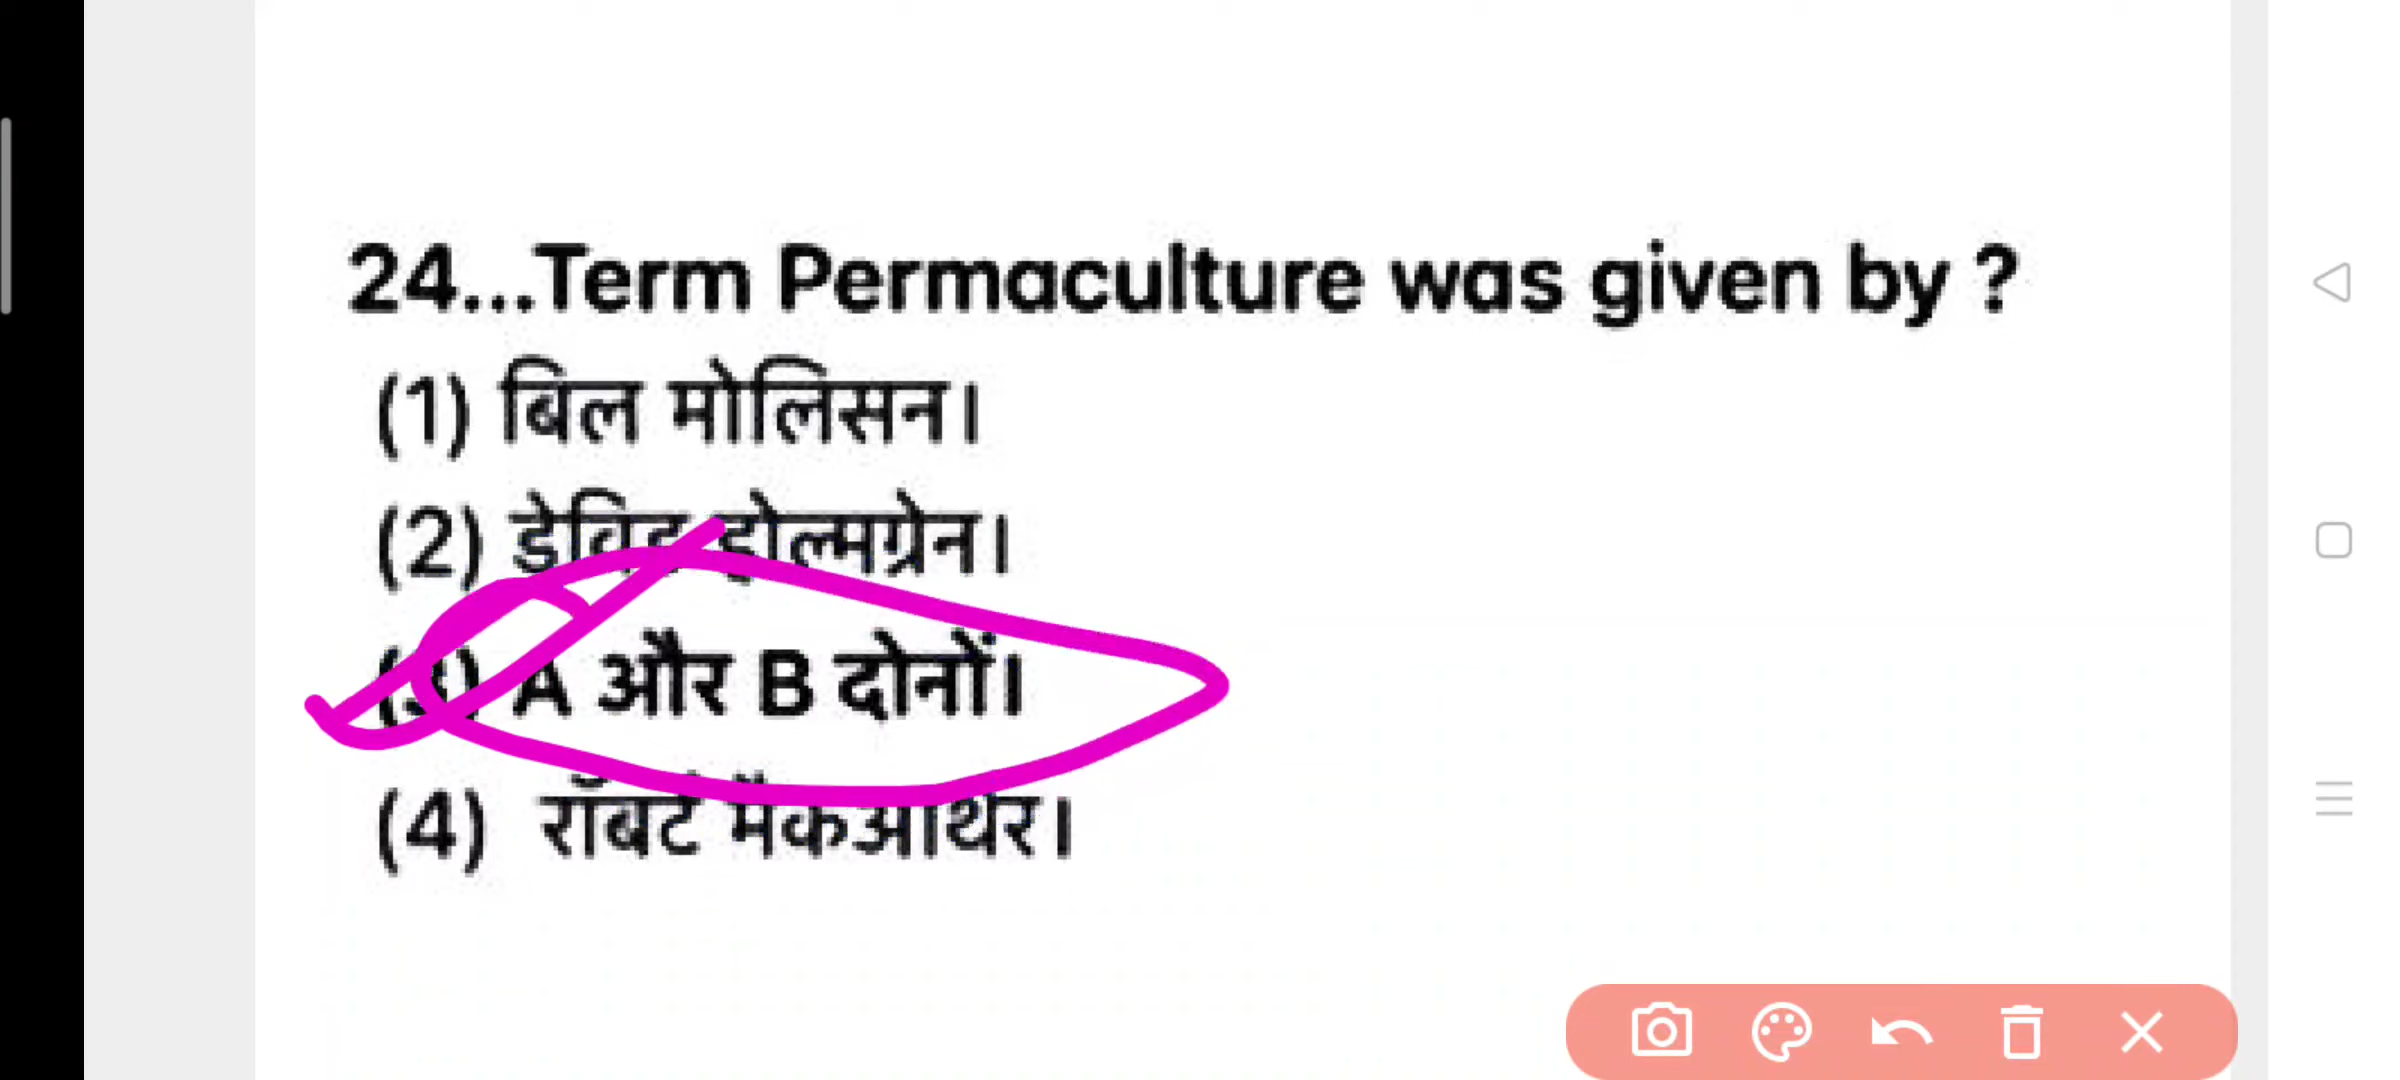 24...Term Permaculture was given by ?
(1) बिल मोलिसन।
(2) डेविड होल्मग्रेन।
(3) A और B दोनों।
(4) रॉबर्ट मैकआर्थर।